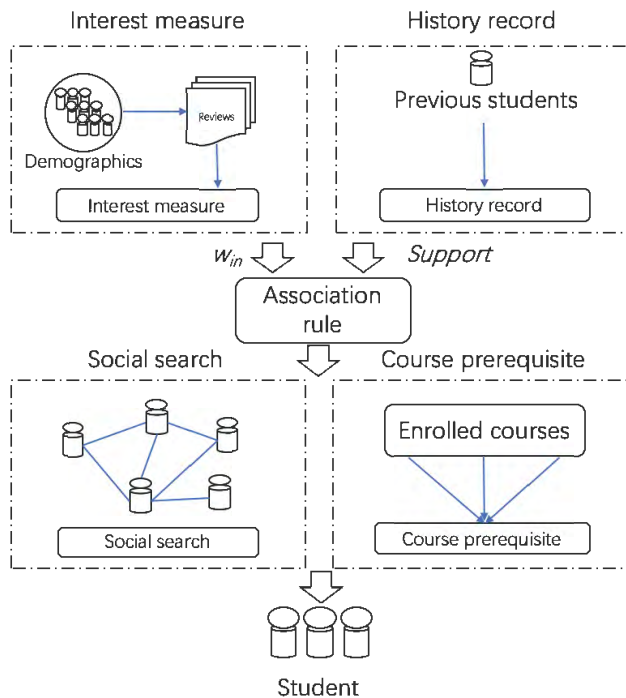 Interest measure
History record
Reviews
Demographics
Interest measure
Previous students
History record
w_in
Support
Association
rule
Social search
Course prerequisite
Social search
Enrolled courses
Course prerequisite
Student